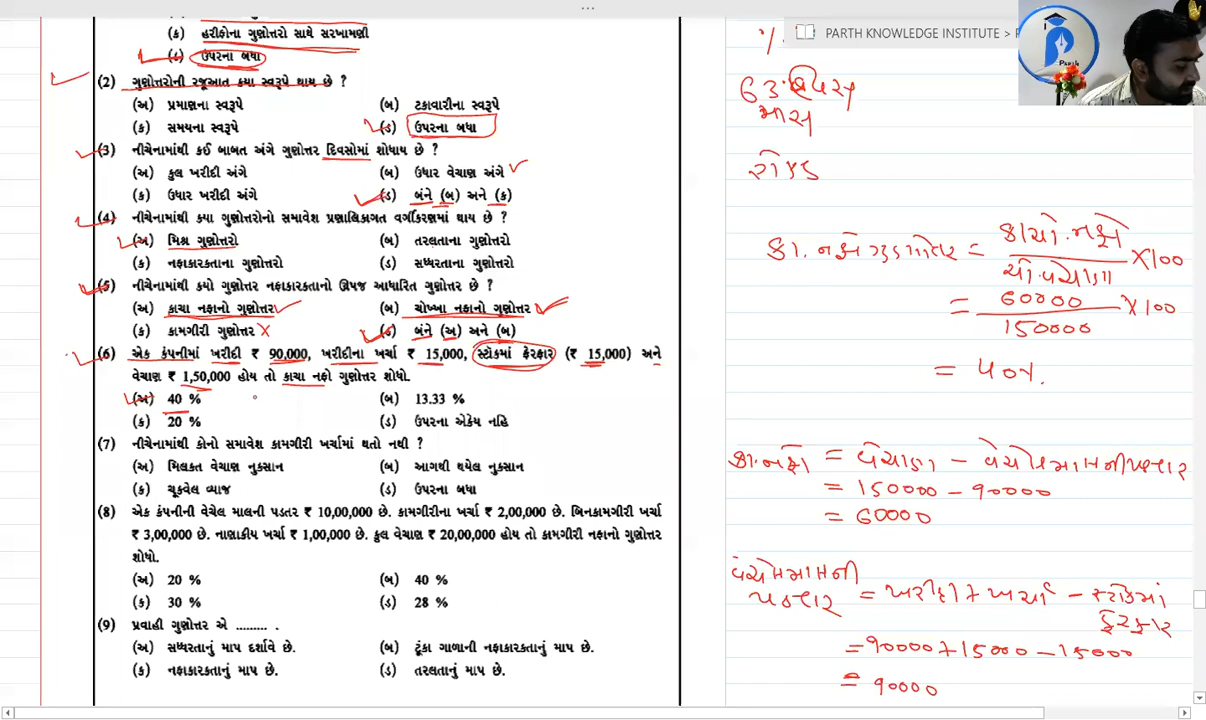 (ક) હરીફોના ગુણોત્તરો સાથે સરખામણી
(ડ) ઉપરના બધા
(2) ગુણોત્તરોની રજૂઆત કયા સ્વરૂપે થાય છે ?
(અ) પ્રમાણના સ્વરૂપે (બ) ટકાવારીના સ્વરૂપે
(ક) સમયના સ્વરૂપે (ડ) ઉપરના બધા
(3) નીચેનામાંથી કઈ બાબત અંગે ગુણોત્તર દિવસોમાં શોધાય છે ?
(અ) કુલ ખરીદી અંગે (બ) ઉધાર વેચાણ અંગે
(ક) ઉધાર ખરીદી અંગે (ડ) બંને (બ) અને (ક)
(4) નીચેનામાંથી કયા ગુણોત્તરોનો સમાવેશ પ્રણાલિકાગત વર્ગીકરણમાં થાય છે ?
(અ) મિશ્ર ગુણોત્તરો (બ) તરલતાના ગુણોત્તરો
(ક) નફાકારકતાના ગુણોત્તરો (ડ) સધ્ધરતાના ગુણોત્તરો
(5) નીચેનામાંથી કયો ગુણોત્તર નફાકારકતાનો ઊપજ આધારિત ગુણોત્તર છે ?
(અ) કાચા નફાનો ગુણોત્તર (બ) ચોખ્ખા નફાનો ગુણોત્તર
(ક) કામગીરી ગુણોત્તર (ડ) બંને (અ) અને (બ)
(6) એક કંપનીમાં ખરીદી ₹ 90,000, ખરીદીના ખર્ચા ₹ 15,000, સ્ટૉકમાં ફેરફાર (₹ 15,000) અને
વેચાણ ₹ 1,50,000 હોય તો કાચા નફો ગુણોત્તર શોધો.
(અ) 40 % (બ) 13.33 %
(ક) 20 % (ડ) ઉપરના એકેય નહિ
(7) નીચેનામાંથી કોનો સમાવેશ કામગીરી ખર્ચામાં થતો નથી ?
(અ) મિલકત વેચાણ નુકસાન (બ) આગથી થયેલ નુકસાન
(ક) ચૂકવેલ વ્યાજ (ડ) ઉપરના બધા
(8) એક કંપનીની વેચેલ માલની પડતર ₹ 10,00,000 છે. કામગીરીના ખર્ચા ₹ 2,00,000 છે. બિનકામગીરી ખર્ચા
₹ 3,00,000 છે. નાણાકીય ખર્ચા ₹ 1,00,000 છે. કુલ વેચાણ ₹ 20,00,000 હોય તો કામગીરી નફાનો ગુણોત્તર
શોધો.
(અ) 20 % (બ) 40 %
(ક) 30 % (ડ) 28 %
(9) પ્રવાહી ગુણોત્તર એ ......... .
(અ) સધ્ધરતાનું માપ દર્શાવે છે. (બ) ટૂંકા ગાળાની નફાકારકતાનું માપ છે.
(ક) નફાકારકતાનું માપ છે. (ડ) તરલતાનું માપ છે.
PARTH KNOWLEDGE INSTITUTE
માસ
રોકડ
કા. નફો ગુણોતર = કાચો.નફો / ચો.વેચાણ × 100
= 60000 / 150000 × 100
= 40%
કા.નફો = વેચાણ - વેચેલમાલનીપડતર
= 150000 - 90000
= 60000
વેચેલમાલની
પડતર = ખરીદી + ખર્ચા - સ્ટોકમાં
ફેરફાર
= 90000 + 15000 - 15000
= 90000